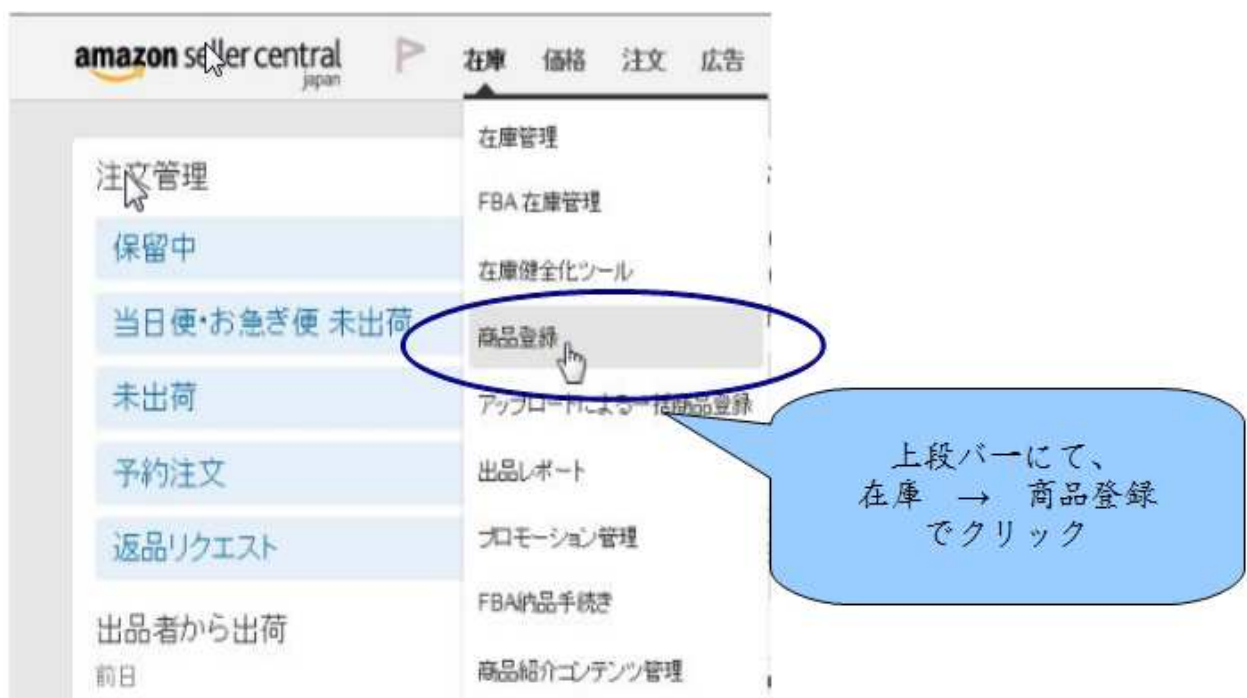 amazon seller central
japan
在庫 価格 注文 広告
注文管理
保留中
当日便・お急ぎ便 未出荷
未出荷
予約注文
返品リクエスト
出品者から出荷
前日
在庫管理
FBA 在庫管理
在庫健全化ツール
商品登録
アップロードによる一括商品登録
出品レポート
プロモーション管理
FBA納品手続き
商品紹介コンテンツ管理
上段バーにて、
在庫 → 商品登録
でクリック